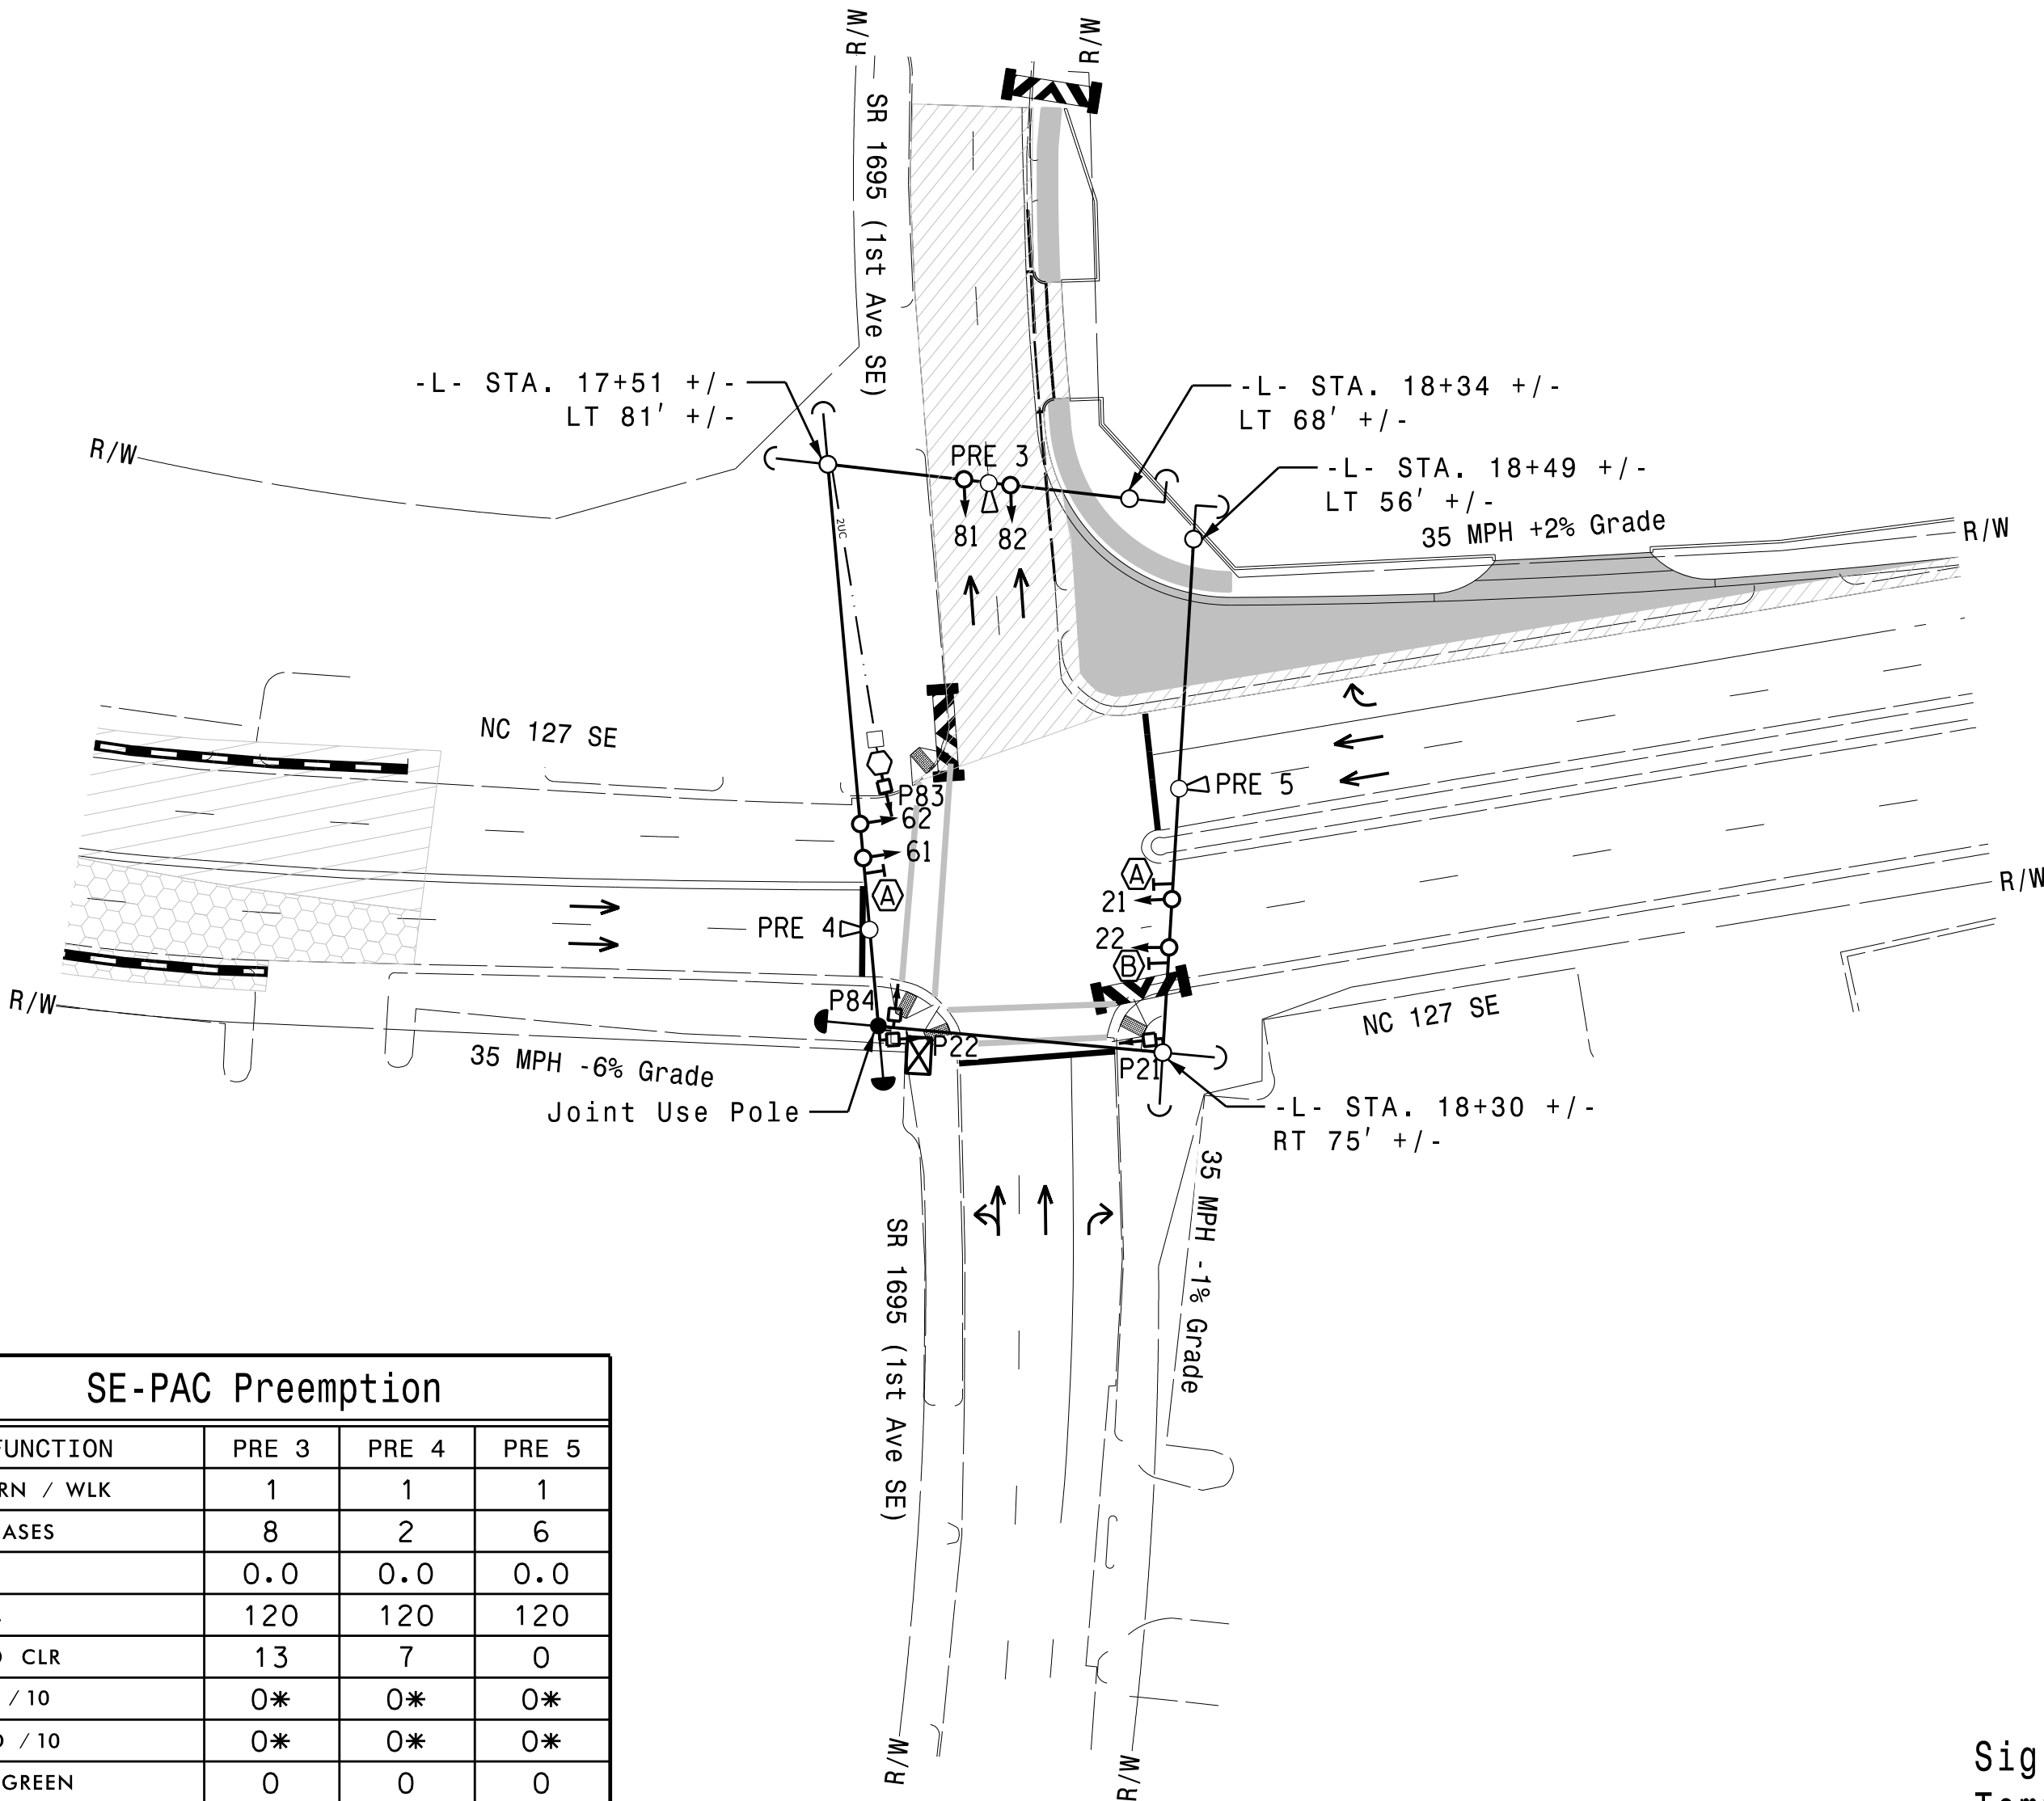 R/W
R/W
SR 1695 (1st Ave SE)
-L- STA. 17+51 +/-
LT 81' +/-
-L- STA. 18+34 +/-
LT 68' +/-
-L- STA. 18+49 +/-
LT 56' +/-
35 MPH +2% Grade
R/W
R/W
PRE 3
81
82
2UC
NC 127 SE
P83
62
61
A
PRE 4
PRE 5
A
21
22
B
R/W
R/W
P84
P22
P21
NC 127 SE
35 MPH -6% Grade
Joint Use Pole
-L- STA. 18+30 +/-
RT 75' +/-
35 MPH -1% Grade
SR 1695 (1st Ave SE)
R/W
R/W
SE-PAC Preemption
FUNCTION PRE 3 PRE 4 PRE 5
RN / WLK 1 1 1
ASES 8 2 6
0.0 0.0 0.0
120 120 120
CLR 13 7 0
/10 0* 0* 0*
/10 0* 0* 0*
GREEN 0 0 0
Sig